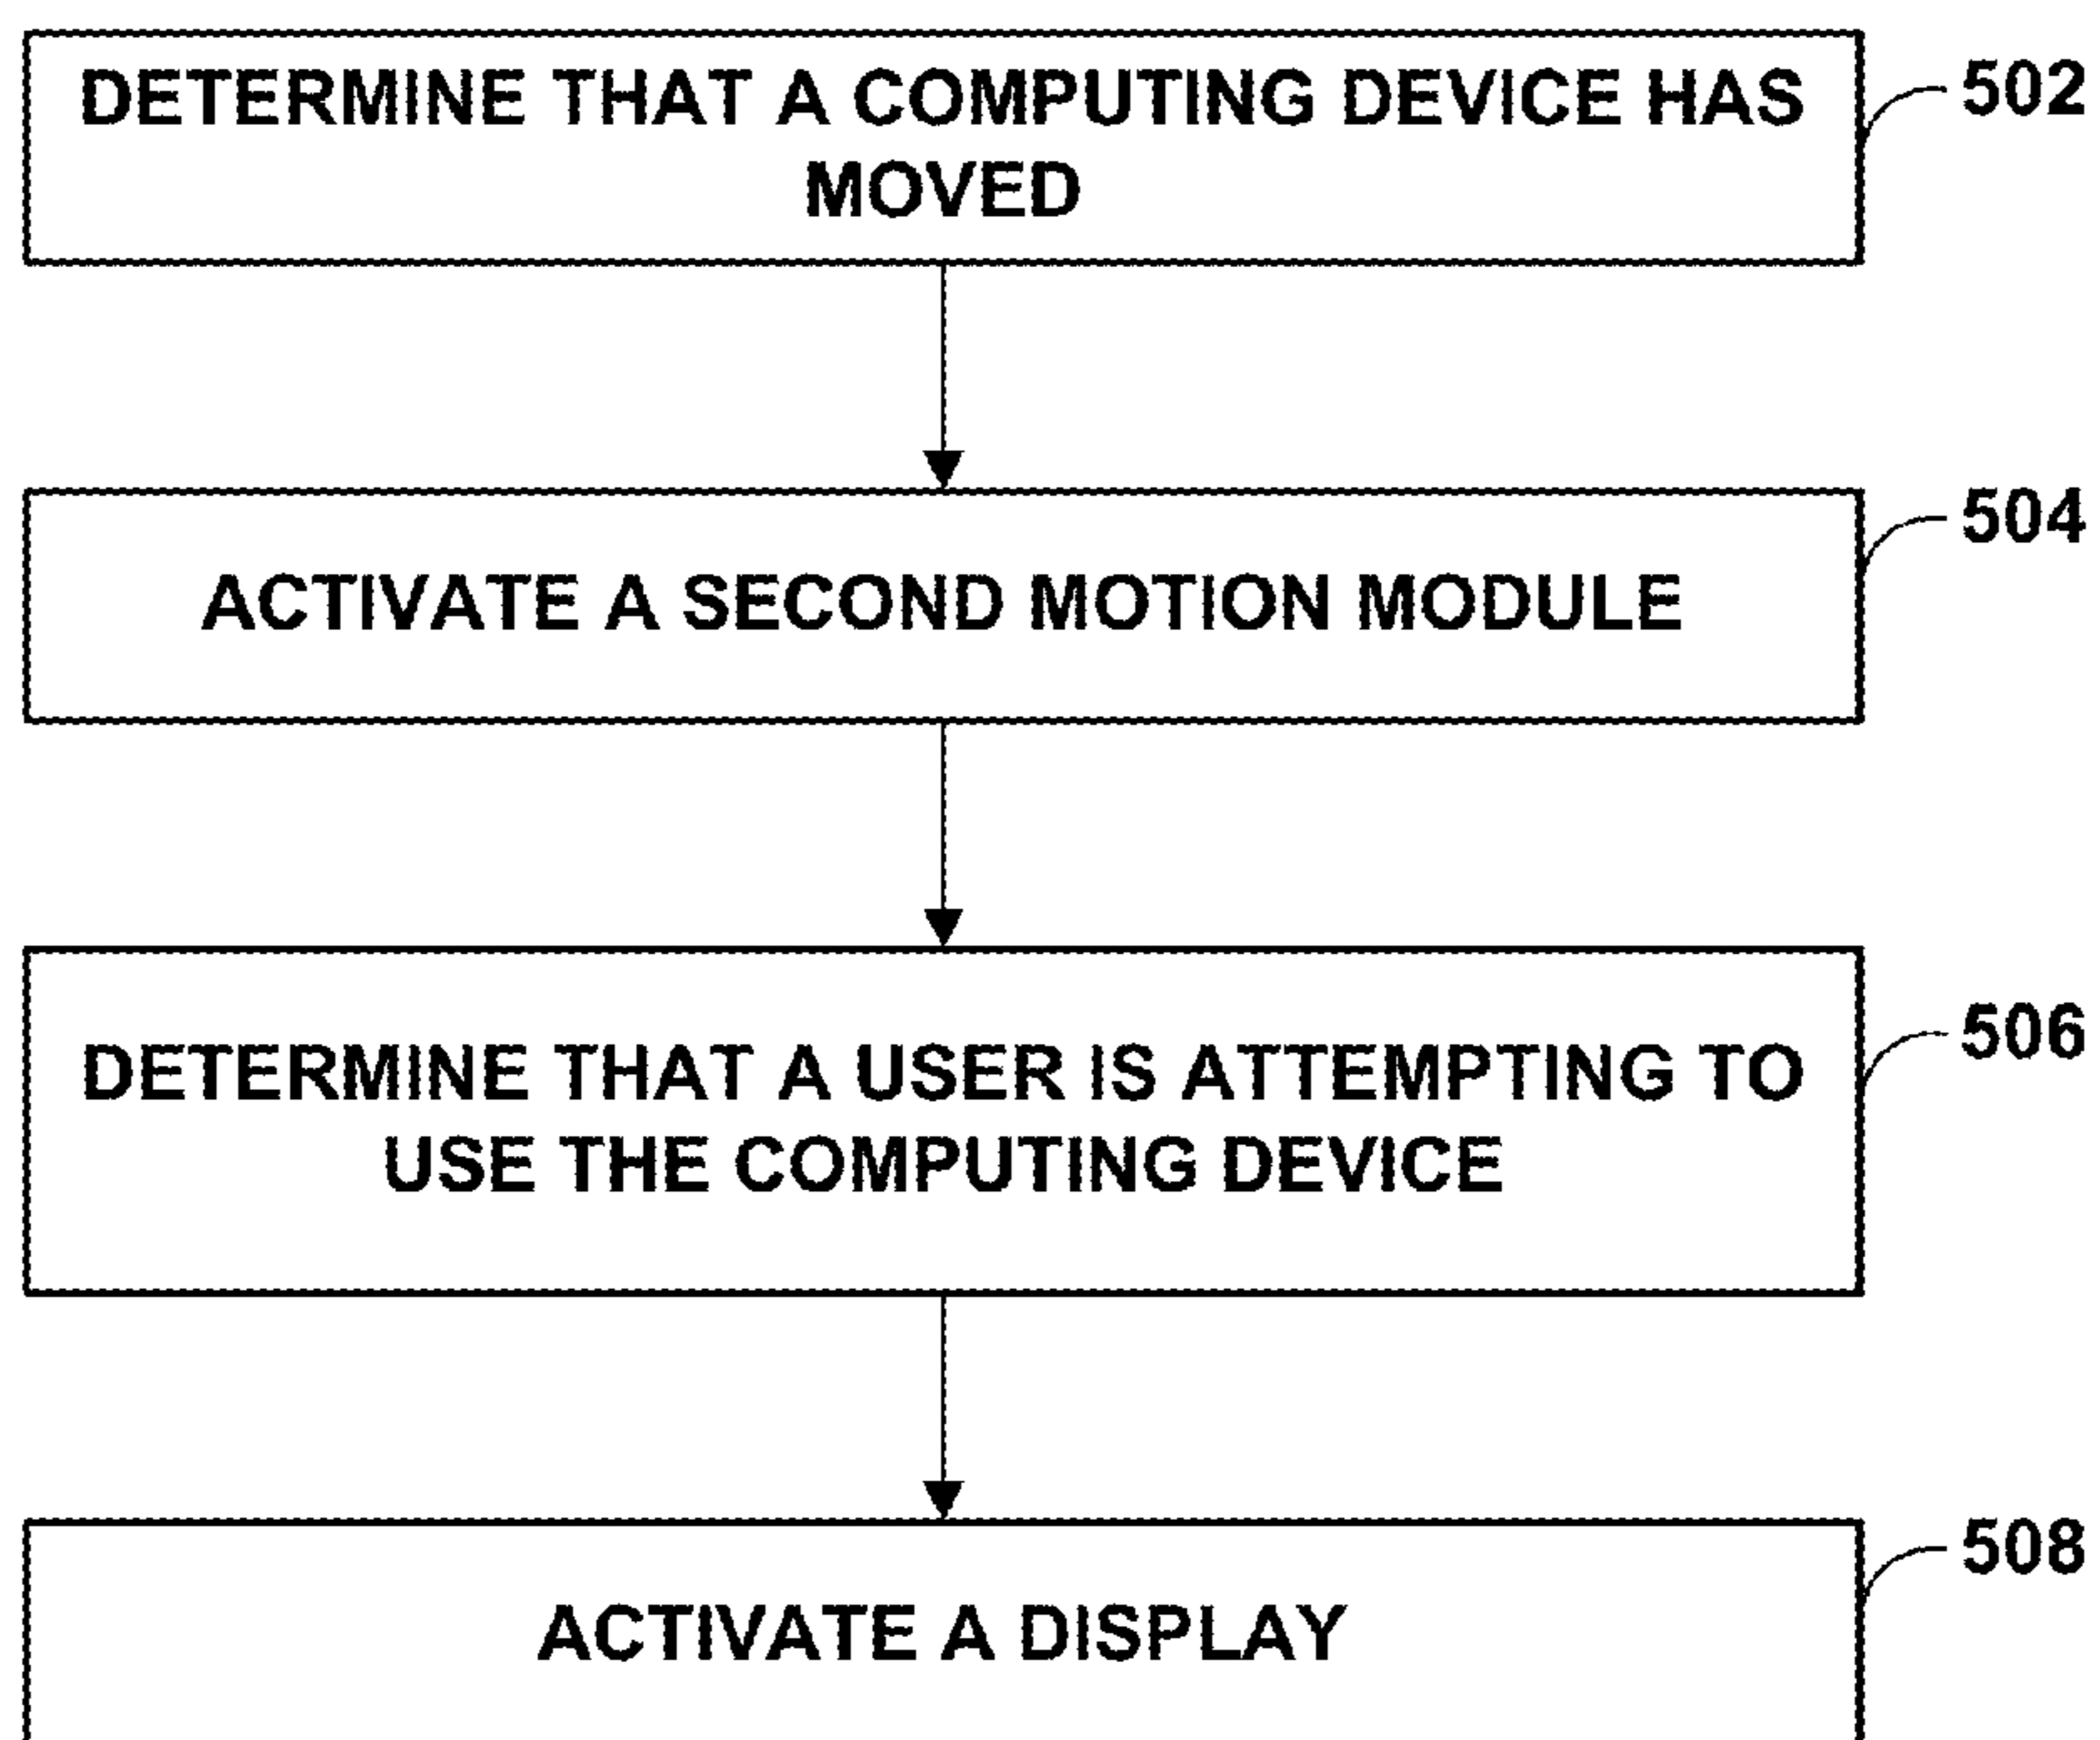 DETERMINE THAT A COMPUTING DEVICE HAS
MOVED
502
ACTIVATE A SECOND MOTION MODULE
504
DETERMINE THAT A USER IS ATTEMPTING TO
USE THE COMPUTING DEVICE
506
ACTIVATE A DISPLAY
508